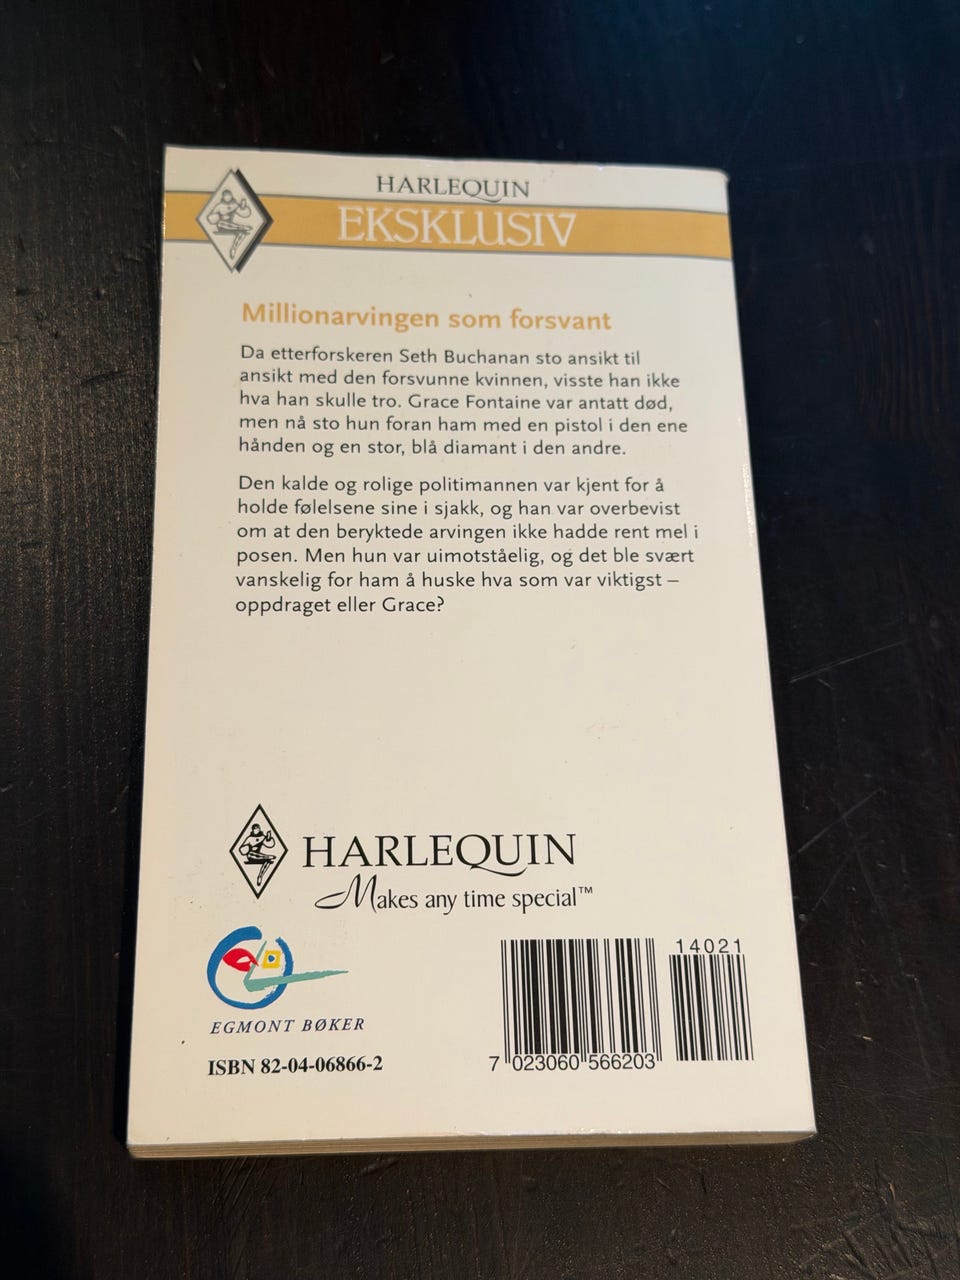 HARLEQUIN
EKSKLUSIV
Millionarvingen som forsvant
Da etterforskeren Seth Buchanan sto ansikt til
ansikt med den forsvunne kvinnen, visste han ikke
hva han skulle tro. Grace Fontaine var antatt død,
men nå sto hun foran ham med en pistol i den ene
hånden og en stor, blå diamant i den andre.
Den kalde og rolige politimannen var kjent for å
holde følelsene sine i sjakk, og han var overbevist
om at den beryktede arvingen ikke hadde rent mel i
posen. Men hun var uimotståelig, og det ble svært
vanskelig for ham å huske hva som var viktigst –
oppdraget eller Grace?
HARLEQUIN
Makes any time special™
EGMONT BØKER
ISBN 82-04-06866-2
14021
7 023060 566203